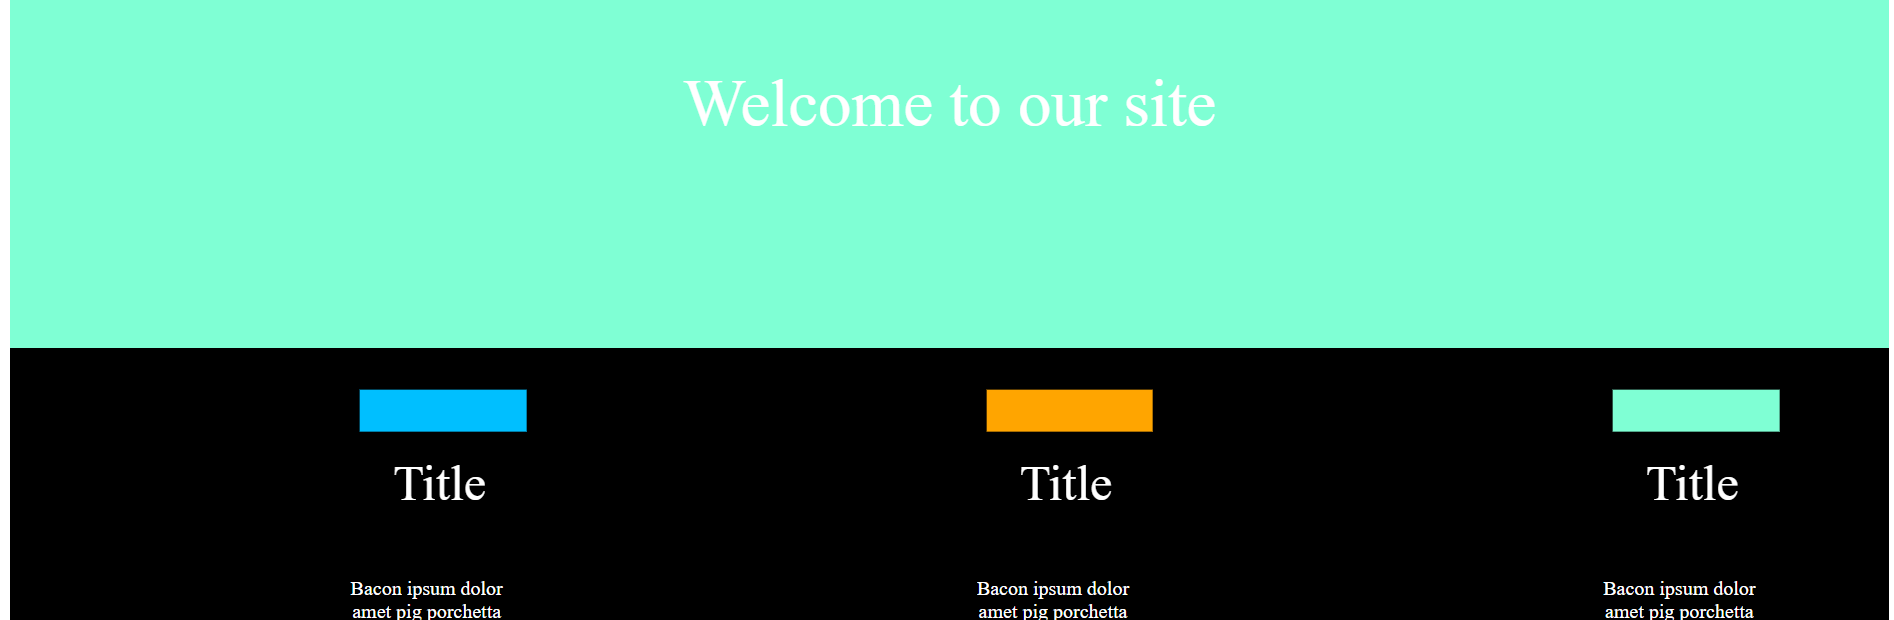 Welcome to our site
Title
Title
Title
Bacon ipsum dolor
amet pig porchetta
Bacon ipsum dolor
amet pig porchetta
Bacon ipsum dolor
amet pig porchetta